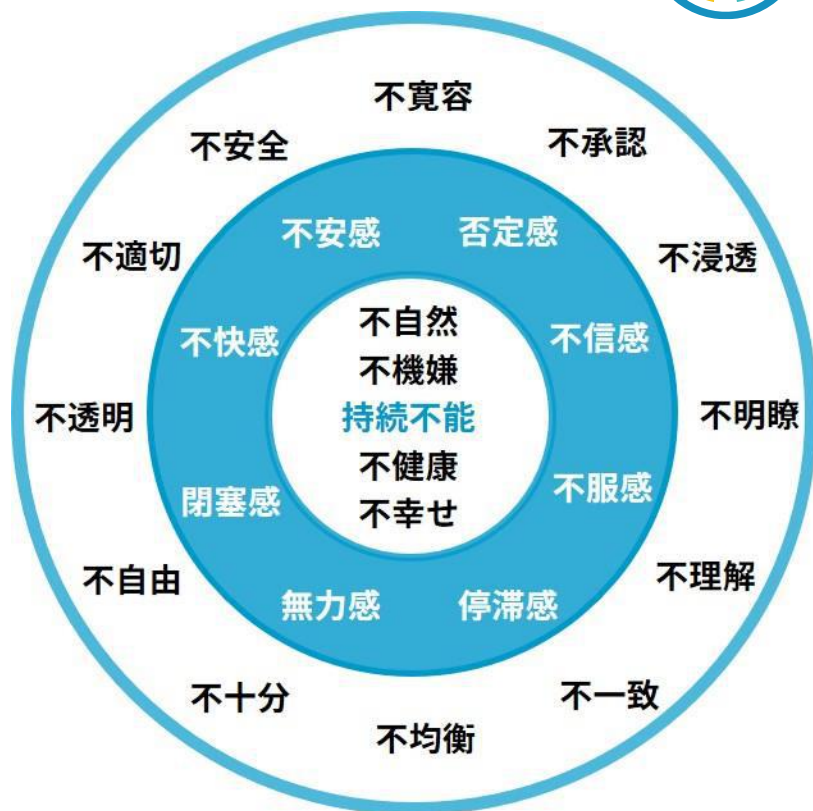 不寛容
不承認
不浸透
不明瞭
不理解
不一致
不均衡
不十分
不自由
不透明
不適切
不安全
不安感
否定感
不信感
不服感
停滞感
無力感
閉塞感
不快感
不自然
不機嫌
持続不能
不健康
不幸せ